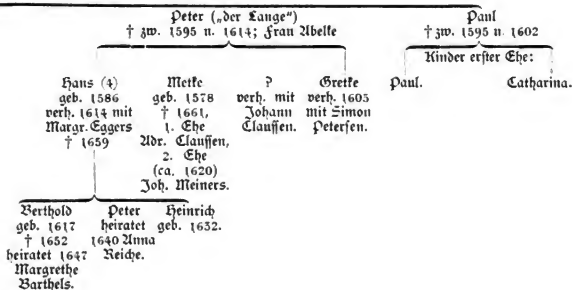 Peter („der Lange“)
† zw. 1595 u. 1614; Frau Abelke
Paul
† zw. 1595 u. 1602
Kinder erster Ehe:
Hans (4)
geb. 1586
verh. 1614 mit
Margr. Eggers
† 1659
Metke
geb. 1578
† 1661,
1. Ehe
Adr. Claussen,
2. Ehe
(ca. 1620)
Joh. Meiners.
?
verh. mit
Johann
Claussen.
Gretke
verh. 1605
mit Simon
Petersen.
Paul.
Catharina.
Berthold
geb. 1617
† 1652
heiratet 1647
Margrethe
Barthels.
Peter
heiratet
1640 Anna
Reiche.
Heinrich
geb. 1632.